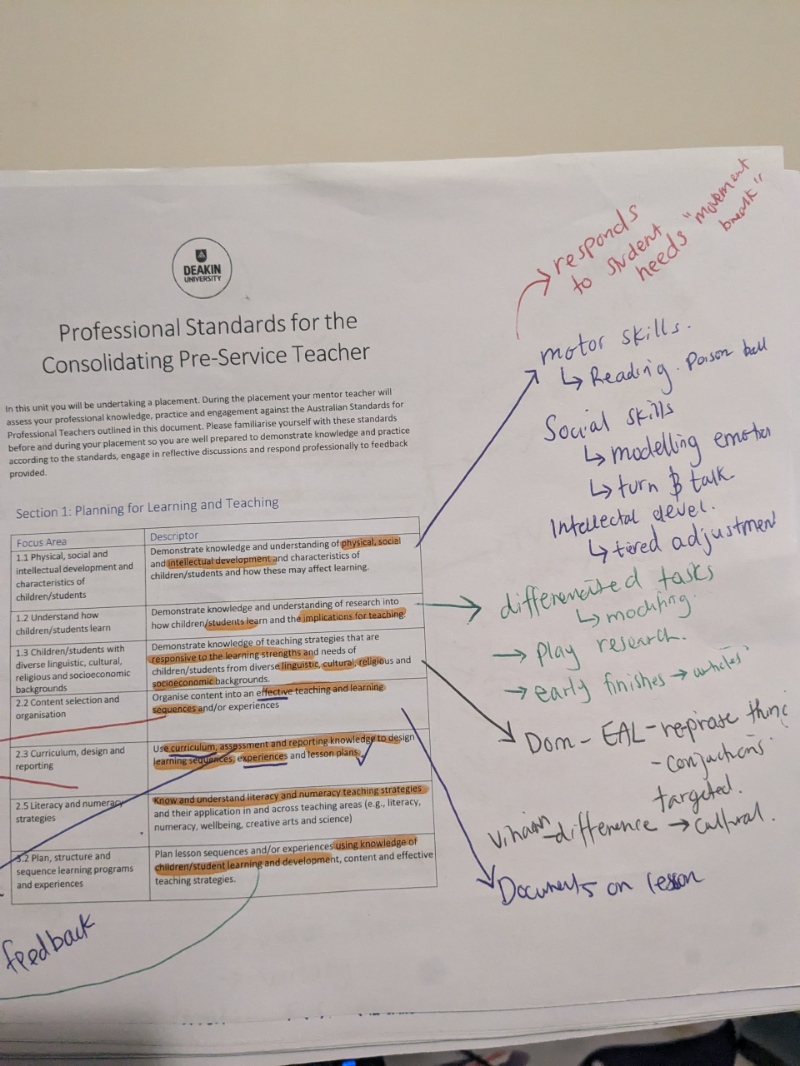 responds
to student
needs "movement
break"
DEAKIN
UNIVERSITY
Professional Standards for the
Consolidating Pre-Service Teacher
In this unit you will be undertaking a placement. During the placement your mentor teacher will
assess your professional knowledge, practice and engagement against the Australian Standards for
Professional Teachers outlined in this document. Please familiarise yourself with these standards
before and during your placement so you are well prepared to demonstrate knowledge and practice
according to the standards, engage in reflective discussions and respond professionally to feedback
provided.
Section 1: Planning for Learning and Teaching
Focus Area
Descriptor
1.1 Physical, social and
intellectual development and
characteristics of
children/students
Demonstrate knowledge and understanding of physical, social
and intellectual development and characteristics of
children/students and how these may affect learning.
1.2 Understand how
children/students learn
Demonstrate knowledge and understanding of research into
how children/students learn and the implications for teaching.
1.3 Children/students with
diverse linguistic, cultural,
religious and socioeconomic
backgrounds
Demonstrate knowledge of teaching strategies that are
responsive to the learning strengths and needs of
children/students from diverse linguistic, cultural, religious and
socioeconomic backgrounds.
2.2 Content selection and
organisation
Organise content into an effective teaching and learning
sequences and/or experiences
2.3 Curriculum, design and
reporting
Use curriculum, assessment and reporting knowledge to design
learning sequences, experiences and lesson plans.
2.5 Literacy and numeracy
strategies
Know and understand literacy and numeracy teaching strategies
and their application in and across teaching areas (e.g., literacy,
numeracy, wellbeing, creative arts and science)
3.2 Plan, structure and
sequence learning programs
and experiences
Plan lesson sequences and/or experiences using knowledge of
children/student learning and development, content and effective
teaching strategies.
feedback
motor skills.
↳ Reading. Poison ball
Social skills
↳ modelling emotion
↳ turn & talk
Intellectal devel.
↳ tiered adjustment
differenciated tasks
↳ modifing
→ play research.
→ early finishes → articles
Dom - EAL - reprase
- conjuctions
targeted.
difference → cultural.
Documents on lesson